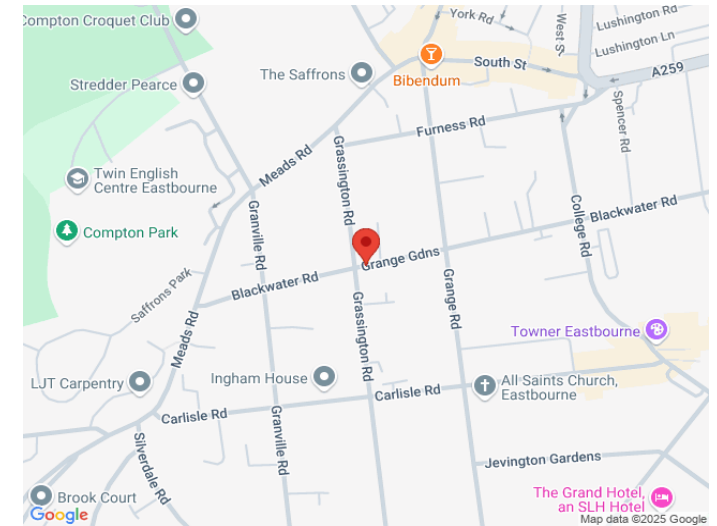 Compton Croquet Club
York Rd
West St
Lushington Rd
Lushington Ln
Stredder Pearce
The Saffrons
Bibendum
South St
A259
Furness Rd
Spencer Rd
Meads Rd
Grassington Rd
Twin English
Centre Eastbourne
Compton Park
Granville Rd
College Rd
Blackwater Rd
Grange Gdns
Blackwater Rd
Saffrons Park
Meads Rd
Grassington Rd
Grange Rd
Towner Eastbourne
LJT Carpentry
Ingham House
Carlisle Rd
All Saints Church,
Eastbourne
Carlisle Rd
Granville Rd
Silverdale Rd
Jevington Gardens
Brook Court
The Grand Hotel,
an SLH Hotel
Google
Map data ©2025 Google